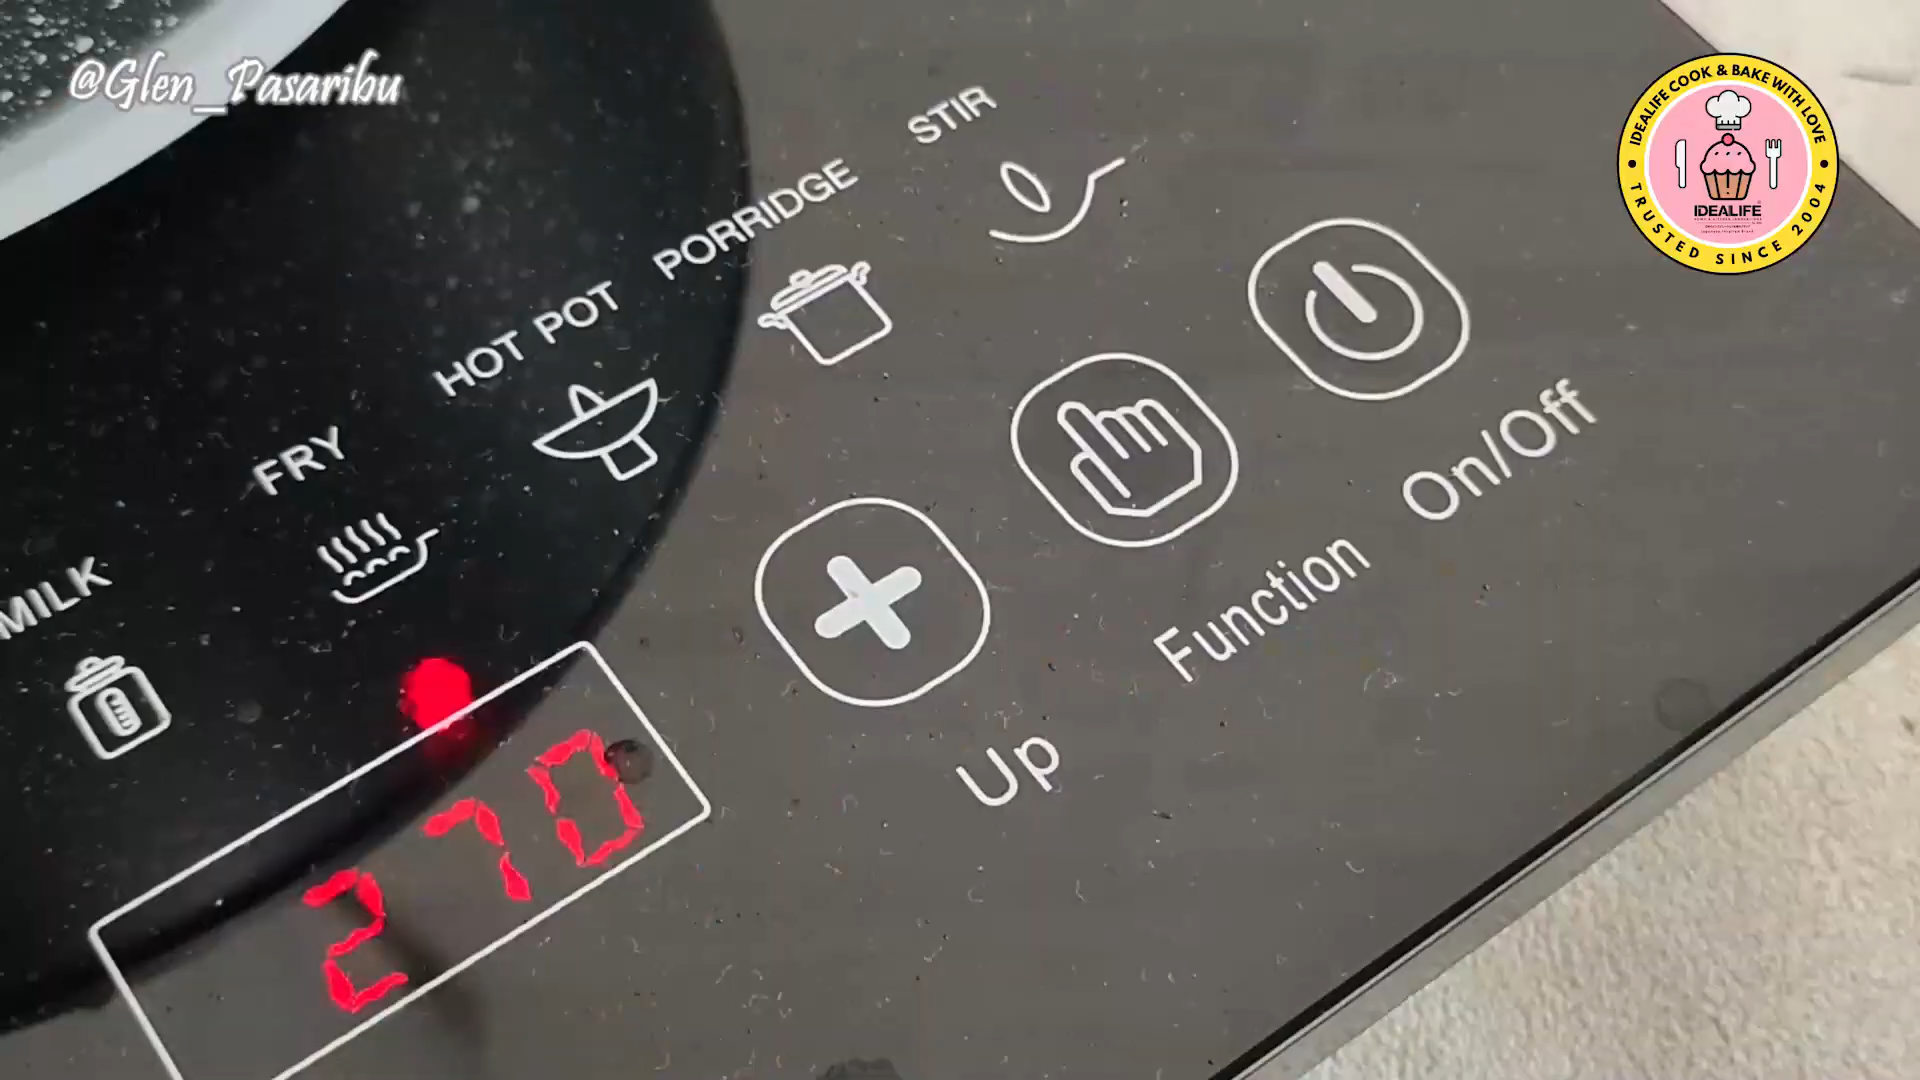 @Glen_Pasaribu
IDEALIFE COOK & BAKE WITH LOVE
IDEALIFE
TRUSTED SINCE 2004
STIR
PORRIDGE
HOT POT
FRY
MILK
On/Off
Function
Up
270